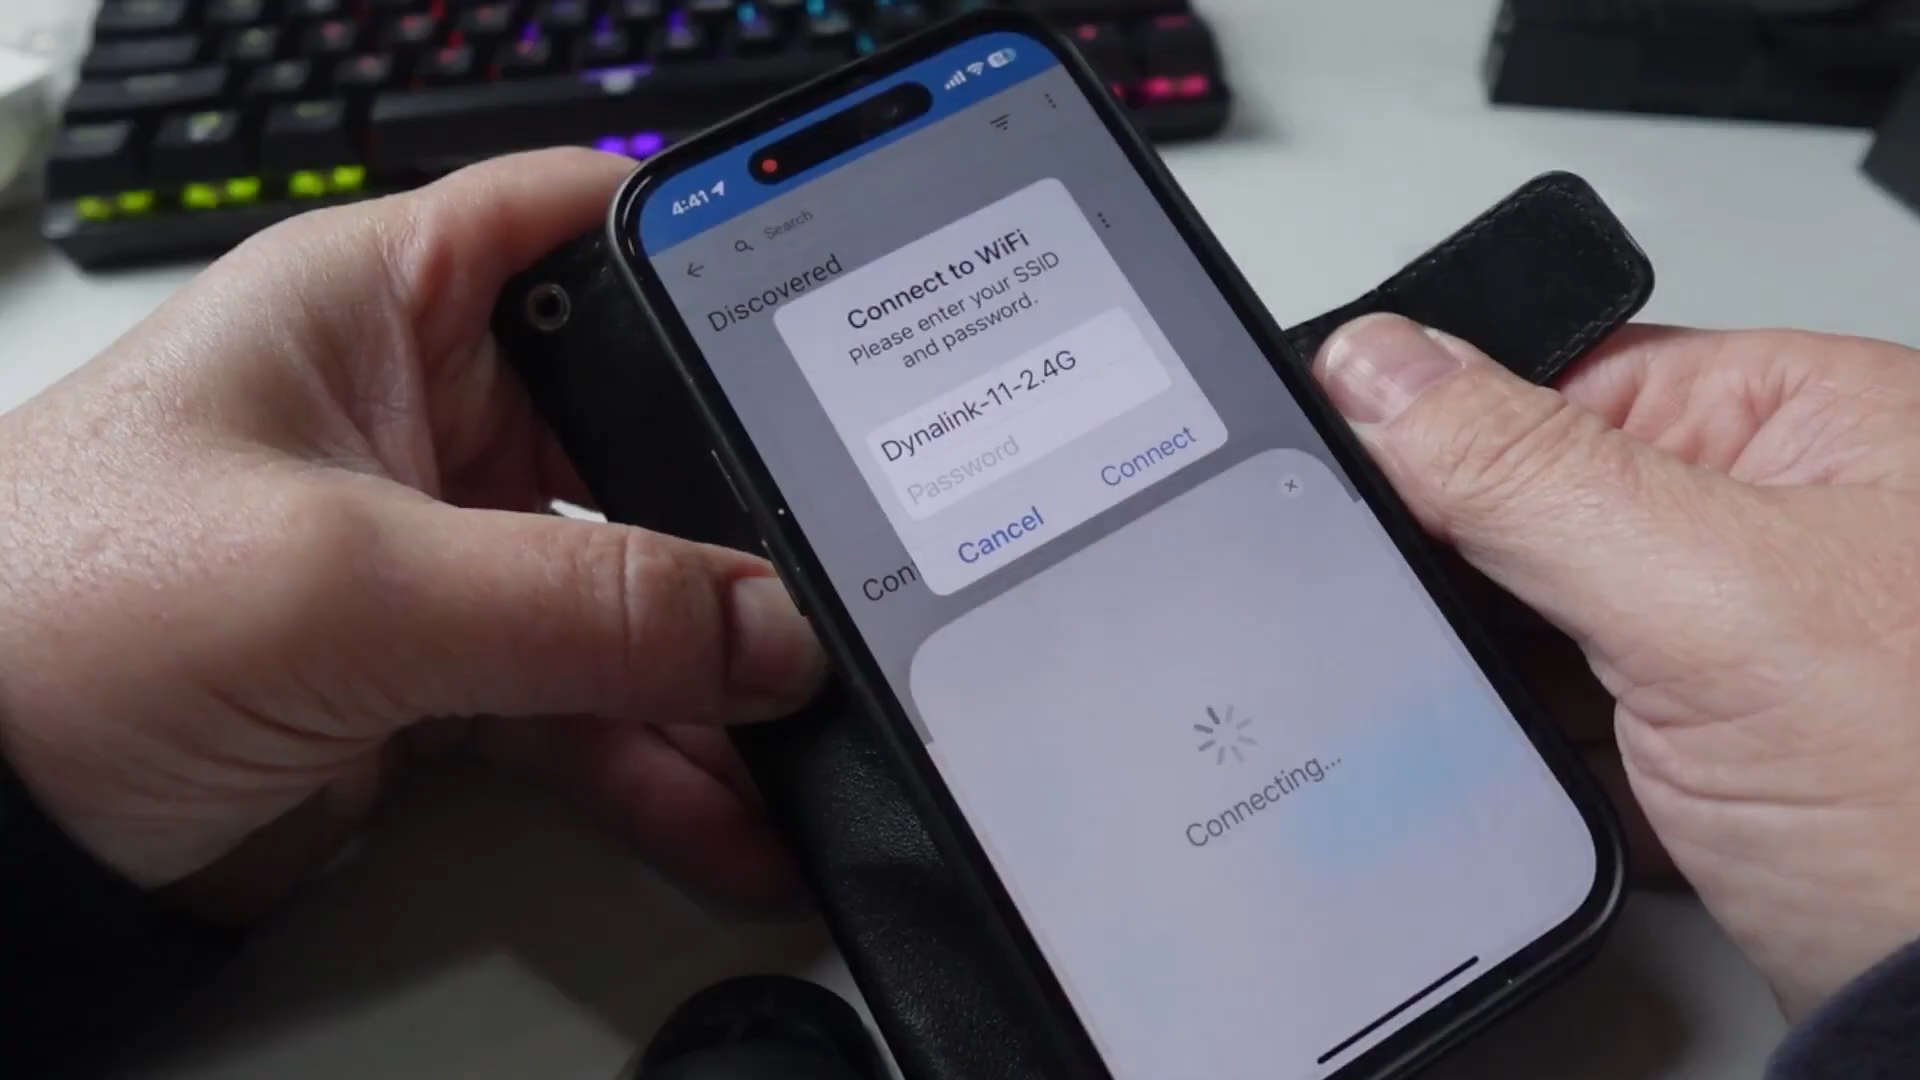 4:41
Search
Discovered
Connect to WiFi
Please enter your SSID
and password.
Dynalink-11-2.4G
Password
Cancel
Connect
Con
Connecting...